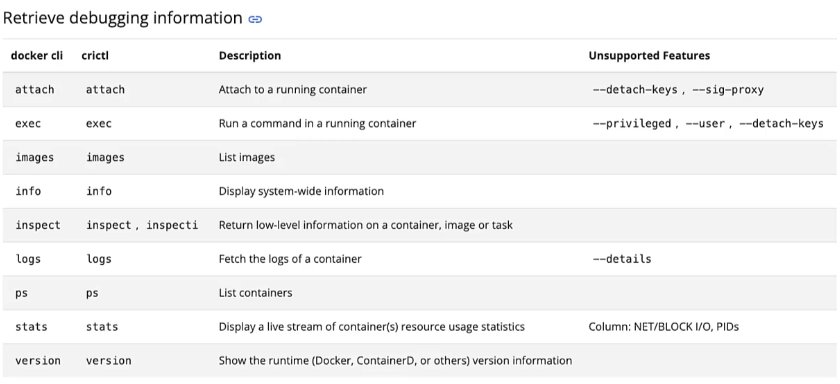 Retrieve debugging information
docker cli crictl Description Unsupported Features
attach attach Attach to a running container --detach-keys , --sig-proxy
exec exec Run a command in a running container --privileged , --user , --detach-keys
images images List images
info info Display system-wide information
inspect inspect , inspecti Return low-level information on a container, image or task
logs logs Fetch the logs of a container --details
ps ps List containers
stats stats Display a live stream of container(s) resource usage statistics Column: NET/BLOCK I/O, PIDs
version version Show the runtime (Docker, ContainerD, or others) version information